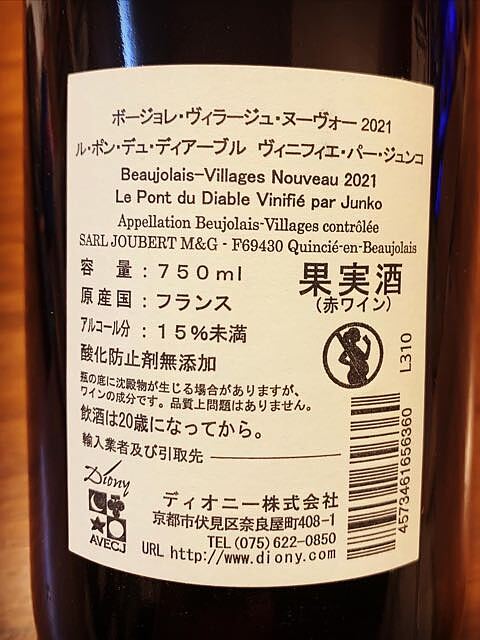 ボージョレ・ヴィラージュ・ヌーヴォー 2021
ル・ポン・デュ・ディアーブル ヴィニフィエ・パー・ジュンコ
Beaujolais-Villages Nouveau 2021
Le Pont du Diable Vinifié par Junko
Appellation Beujolais-Villages contrôlée
SARL JOUBERT M&G - F69430 Quincié-en-Beaujolais
容 量：750ml
原産国：フランス
アルコール分：15%未満
酸化防止剤無添加
果実酒
(赤ワイン)
L310
瓶の底に沈殿物が生じる場合がありますが、
ワインの成分です。品質上問題はありません。
飲酒は20歳になってから。
輸入業者及び引取先
Diony
AVECJ
ディオニー株式会社
京都市伏見区奈良屋町408-1
TEL(075)622-0850
URL http://www.diony.com
4573461656360